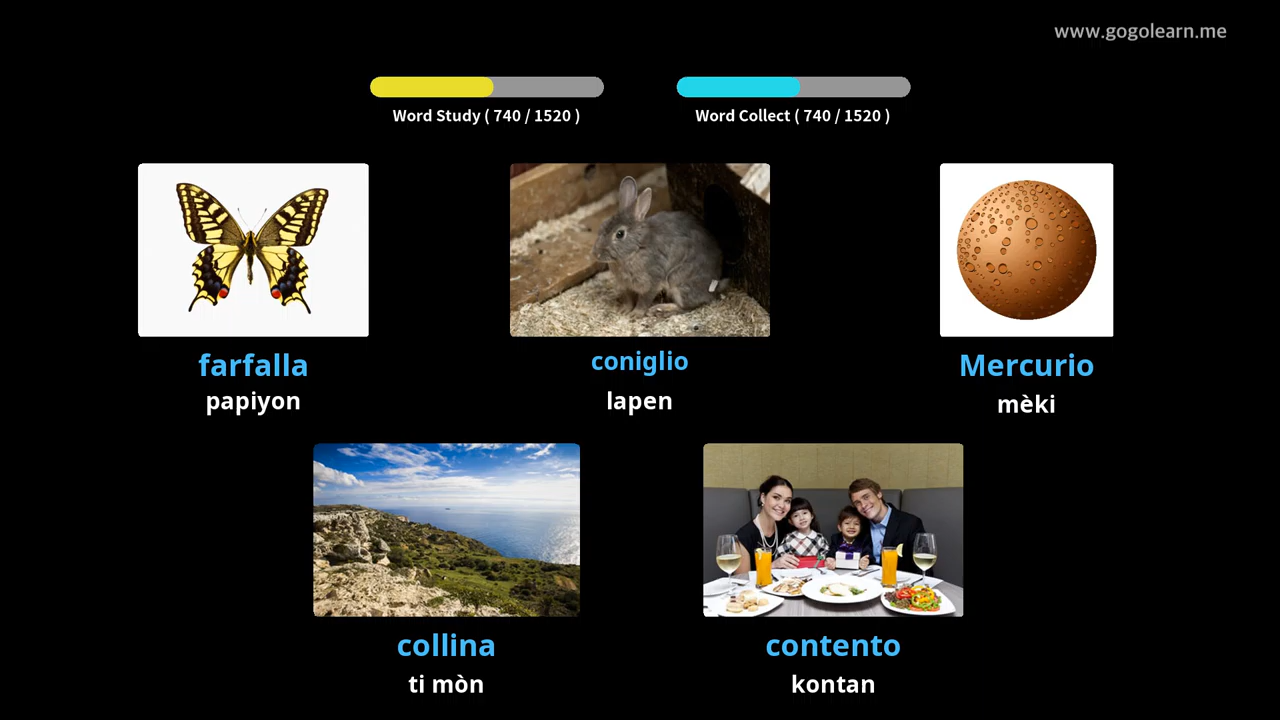 www.gogolearn.me
Word Study ( 740 / 1520 )
Word Collect ( 740 / 1520 )
farfalla
papiyon
coniglio
lapen
Mercurio
mèki
collina
ti mòn
contento
kontan